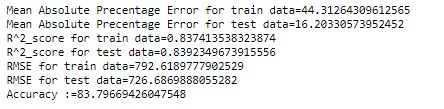 Mean Absolute Precentage Error for train data=44.31264309612565
Mean Absolute Precentage Error for test data=16.20330573952452
R^2_score for train data=0.837413538323874
R^2_score for test data=0.8392349673915556
RMSE for train data=792.6189777902529
RMSE for test data=726.6869888055282
Accuracy :=83.79669426047548